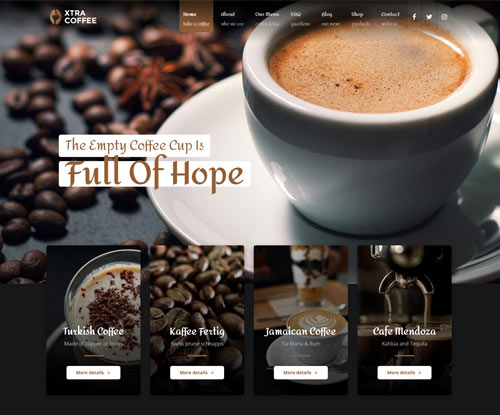 XTRA
COFFEE
Home About Our Menu FAQ Blog Shop Contact
take a coffee who we are questions our news products
The Empty Coffee Cup Is
Full Of Hope
Turkish Coffee
Made of copper or brass
More details
Kaffee Fertig
Swiss prune schnapps
More details
Jamaican Coffee
Tia Maria & Rum
More details
Cafe Mendoza
Kahlúa and Tequila
More details